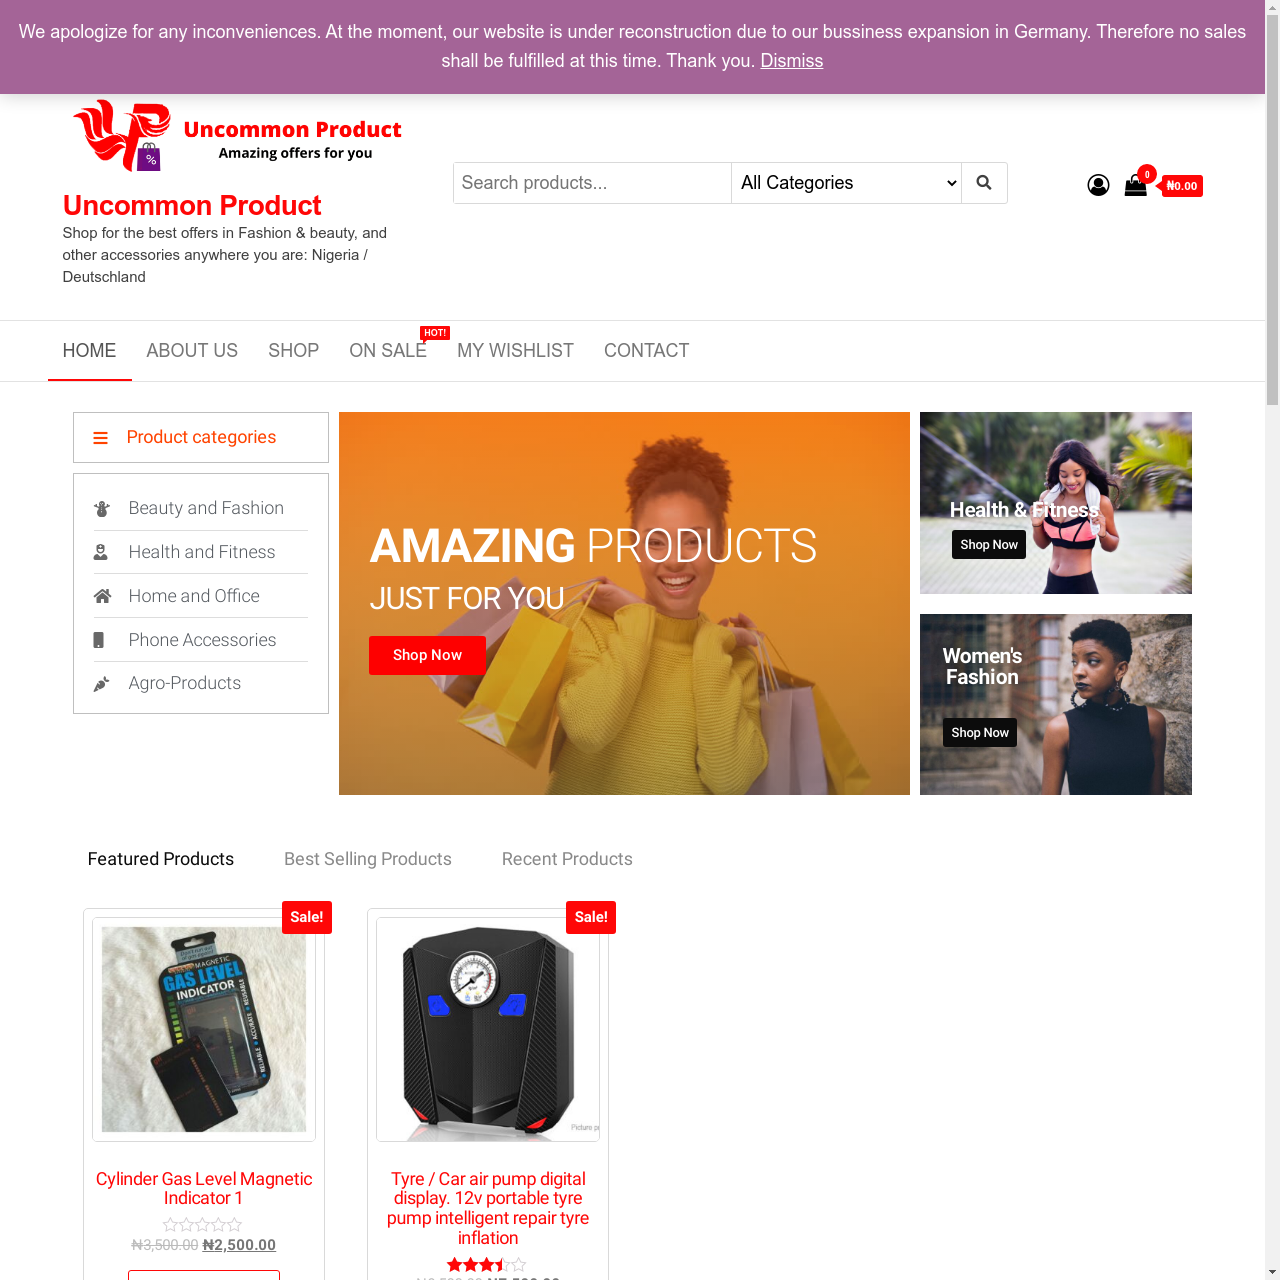 We apologize for any inconveniences. At the moment, our website is under reconstruction due to our bussiness expansion in Germany. Therefore no sales
shall be fulfilled at this time. Thank you. Dismiss
Uncommon Product
Amazing offers for you
%
Uncommon Product
Shop for the best offers in Fashion & beauty, and
other accessories anywhere you are: Nigeria /
Deutschland
Search products...
All Categories
0
₦0.00
HOME
ABOUT US
SHOP
ON SALE
HOT!
MY WISHLIST
CONTACT
Product categories
Beauty and Fashion
Health and Fitness
Home and Office
Phone Accessories
Agro-Products
AMAZING PRODUCTS
JUST FOR YOU
Shop Now
Health & Fitness
Shop Now
Women's
Fashion
Shop Now
Featured Products
Best Selling Products
Recent Products
Sale!
MAGNETIC
GAS LEVEL
INDICATOR
RELIABLE
ACCURATE
REUSABLE
Cylinder Gas Level Magnetic
Indicator 1
₦3,500.00 ₦2,500.00
Sale!
Picture p
Tyre / Car air pump digital
display. 12v portable tyre
pump intelligent repair tyre
inflation